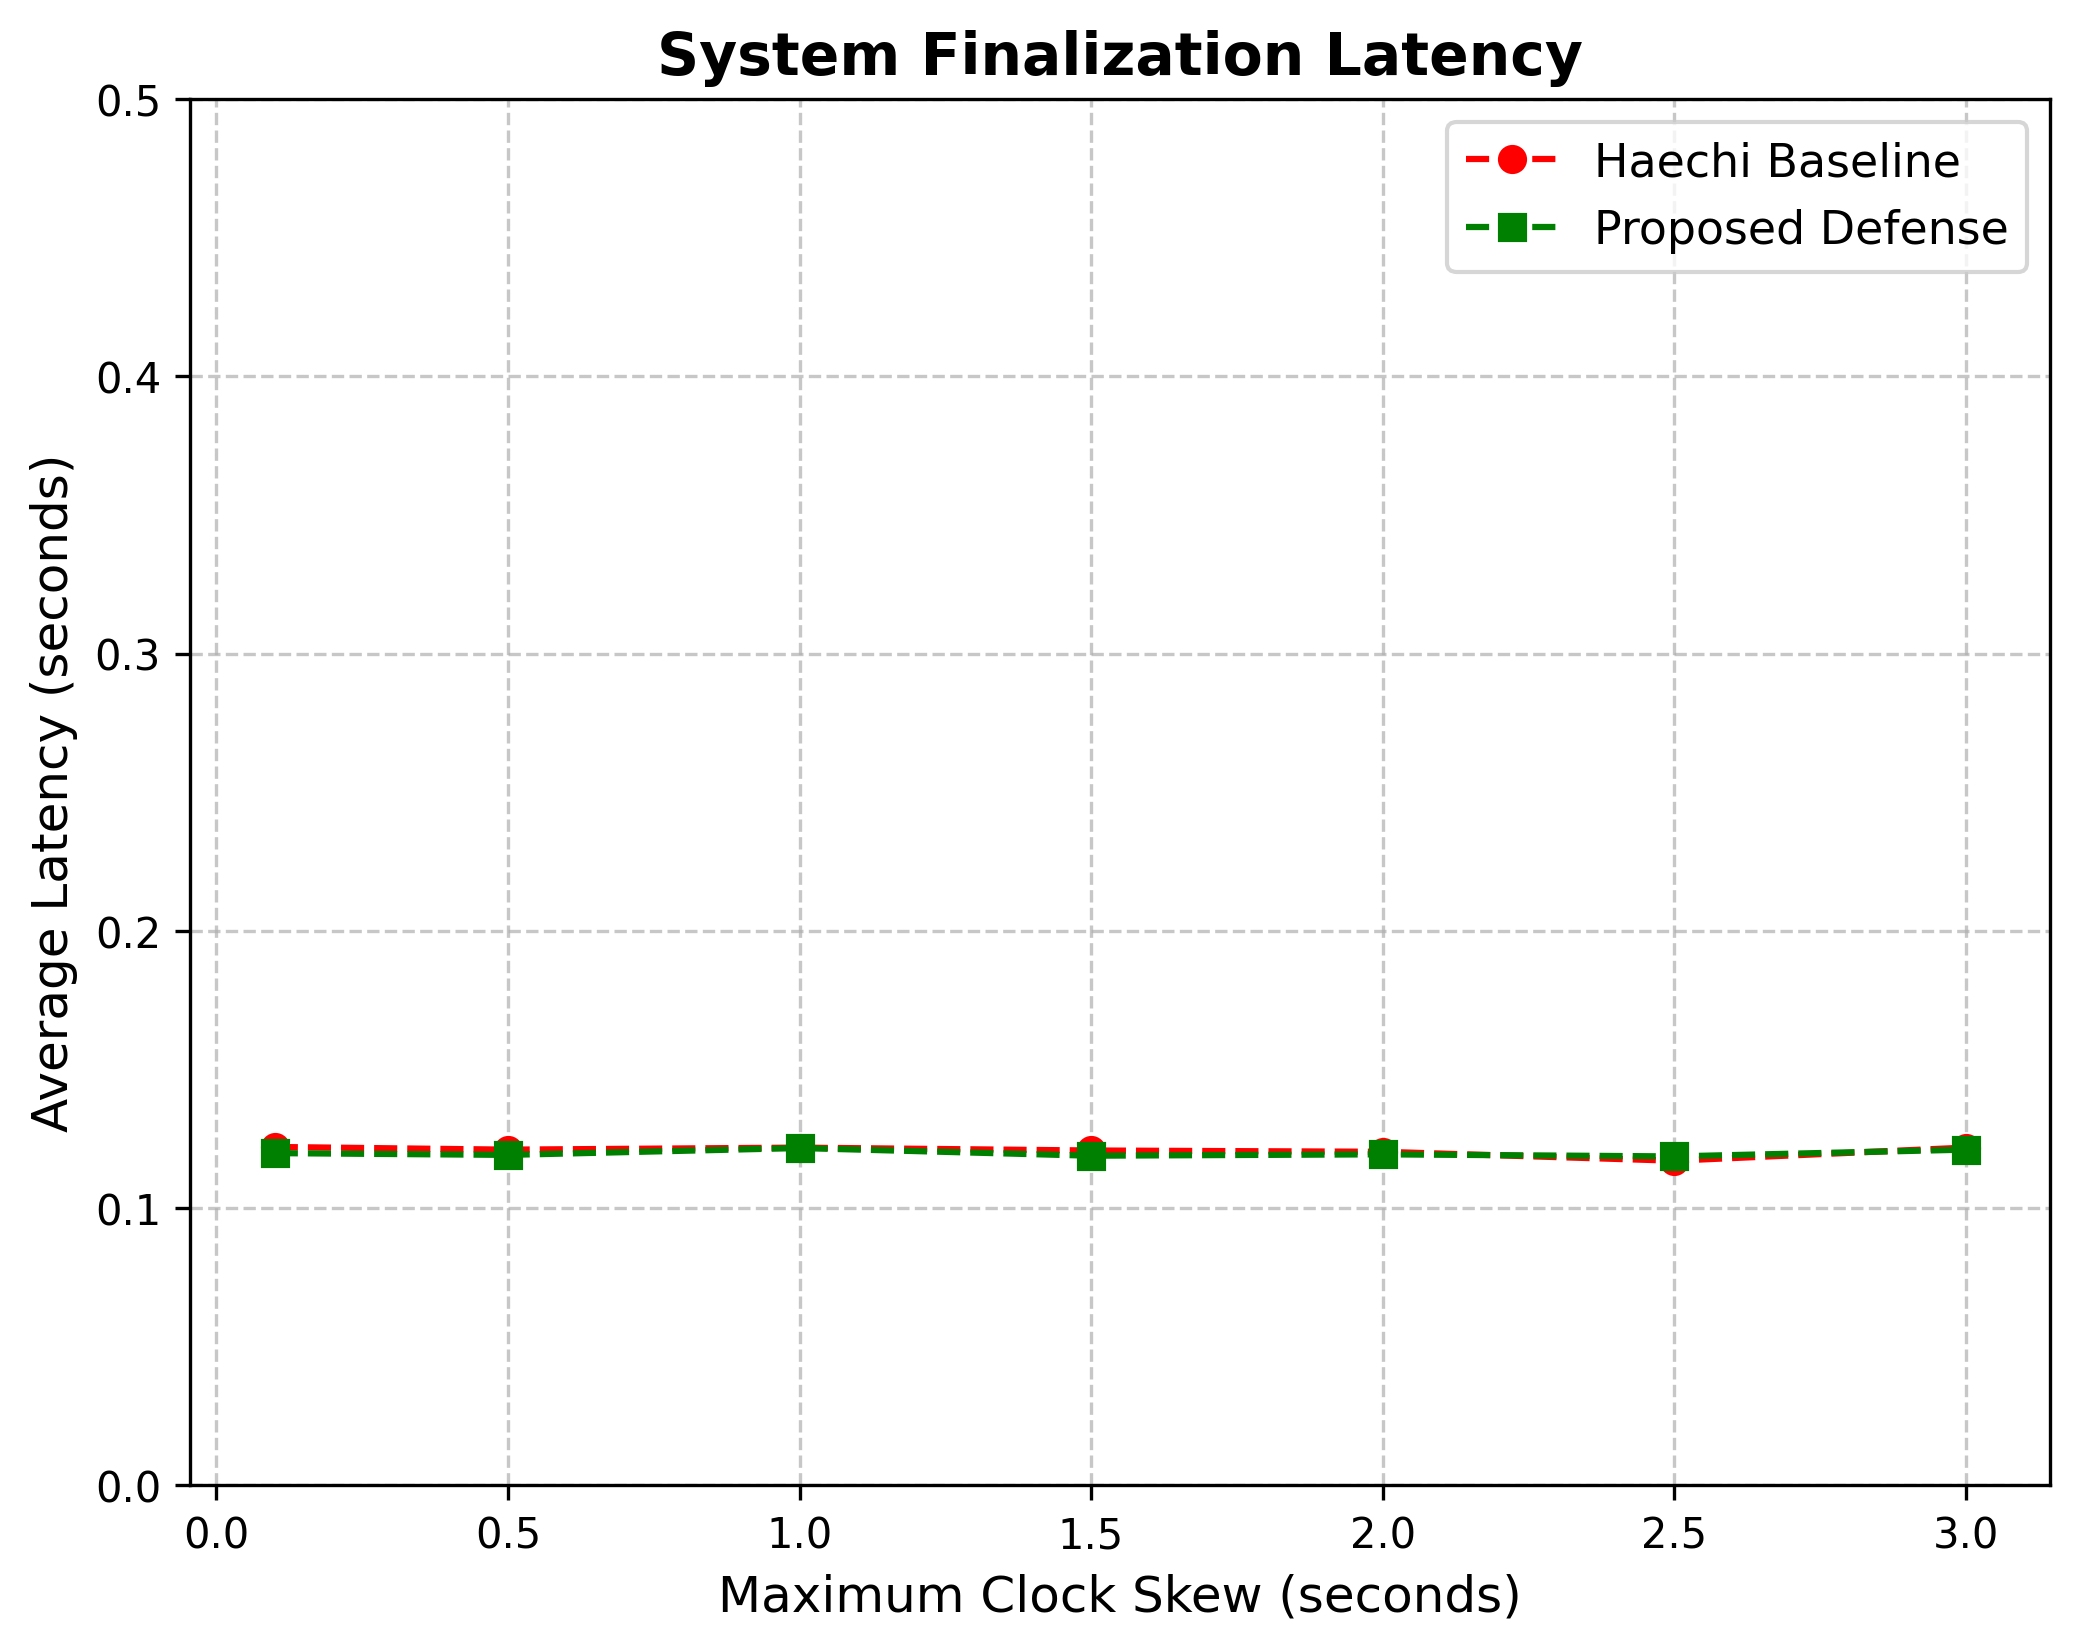 System Finalization Latency
0.5
0.4
0.3
0.2
0.1
0.0
Average Latency (seconds)
Haechi Baseline
Proposed Defense
0.0 0.5 1.0 1.5 2.0 2.5 3.0
Maximum Clock Skew (seconds)